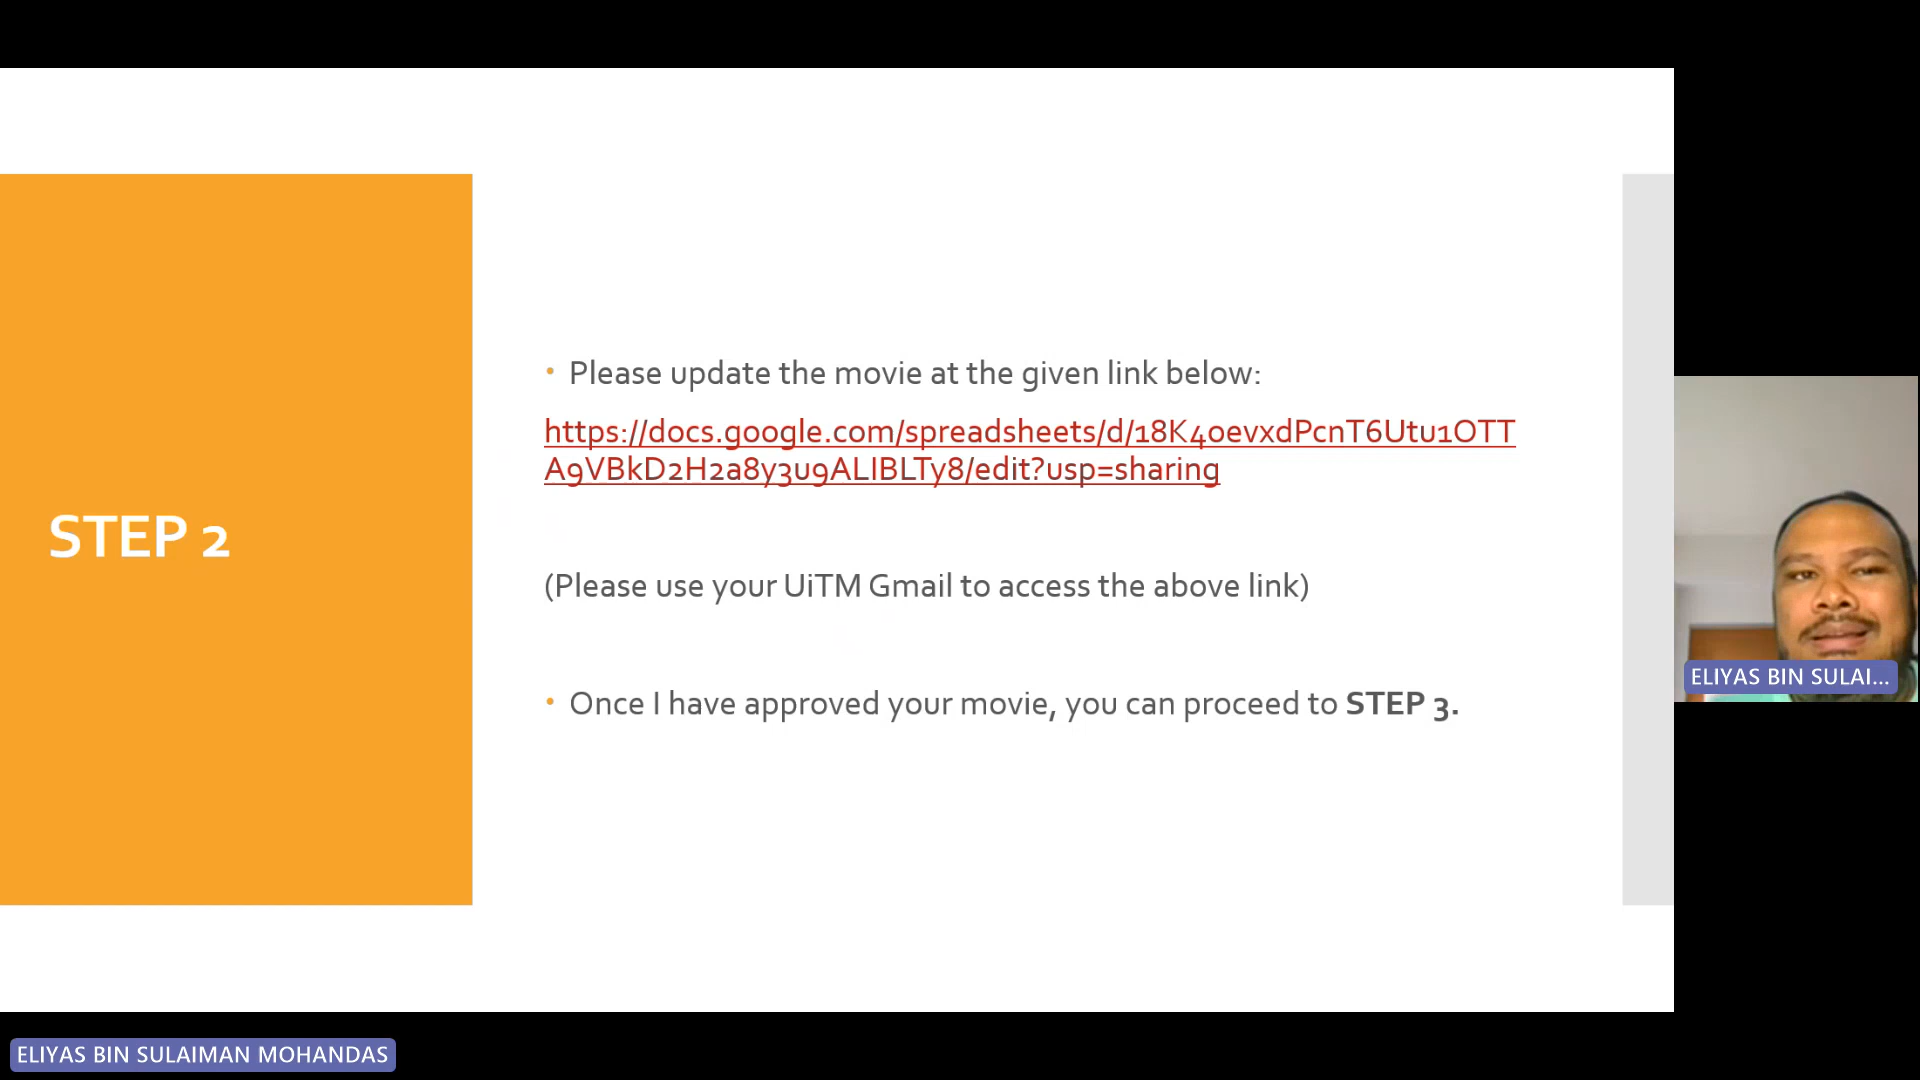 STEP 2
• Please update the movie at the given link below:
https://docs.google.com/spreadsheets/d/18K40evxdPcnT6Utu1OTT
A9VBkD2H2a8y3u9ALIBLTy8/edit?usp=sharing
(Please use your UiTM Gmail to access the above link)
• Once I have approved your movie, you can proceed to STEP 3.
ELIYAS BIN SULAI...
ELIYAS BIN SULAIMAN MOHANDAS